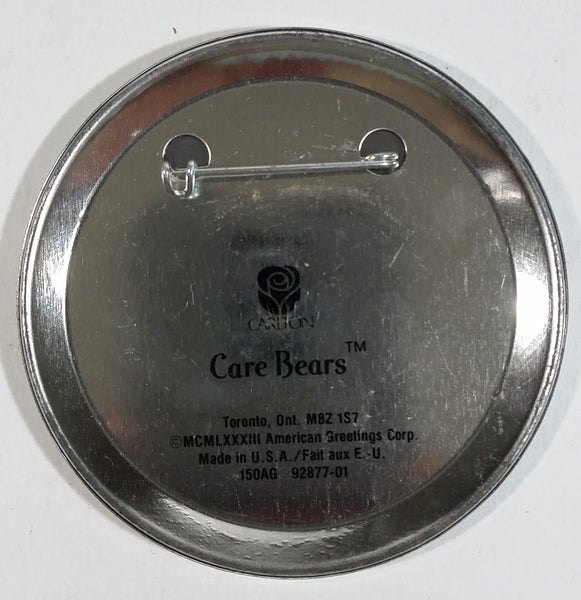 CARLTON
Care Bears™
Toronto, Ont. M8Z 1S7
©MCMLXXXIII American Greetings Corp.
Made in U.S.A./Fait aux E.-U.
150AG 92877-01